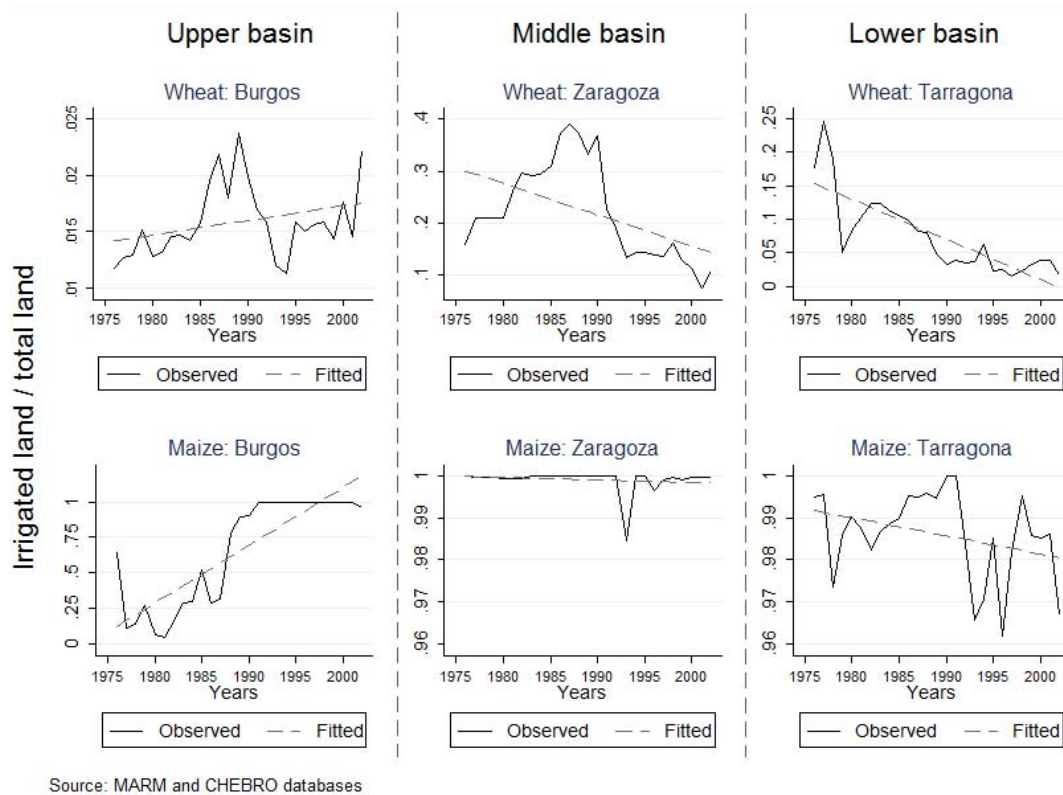 Upper basin
Middle basin
Lower basin
Irrigated land / total land
Wheat: Burgos
.025
.02
.015
.01
1975 1980 1985 1990 1995 2000
Years
Observed Fitted
Wheat: Zaragoza
.4
.3
.2
.1
1975 1980 1985 1990 1995 2000
Years
Observed Fitted
Wheat: Tarragona
.25
.2
.15
.1
.05
0
1975 1980 1985 1990 1995 2000
Years
Observed Fitted
Maize: Burgos
1
.75
.5
.25
0
1975 1980 1985 1990 1995 2000
Years
Observed Fitted
Maize: Zaragoza
1
.99
.98
.97
.96
1975 1980 1985 1990 1995 2000
Years
Observed Fitted
Maize: Tarragona
1
.99
.98
.97
.96
1975 1980 1985 1990 1995 2000
Years
Observed Fitted
Source: MARM and CHEBRO databases